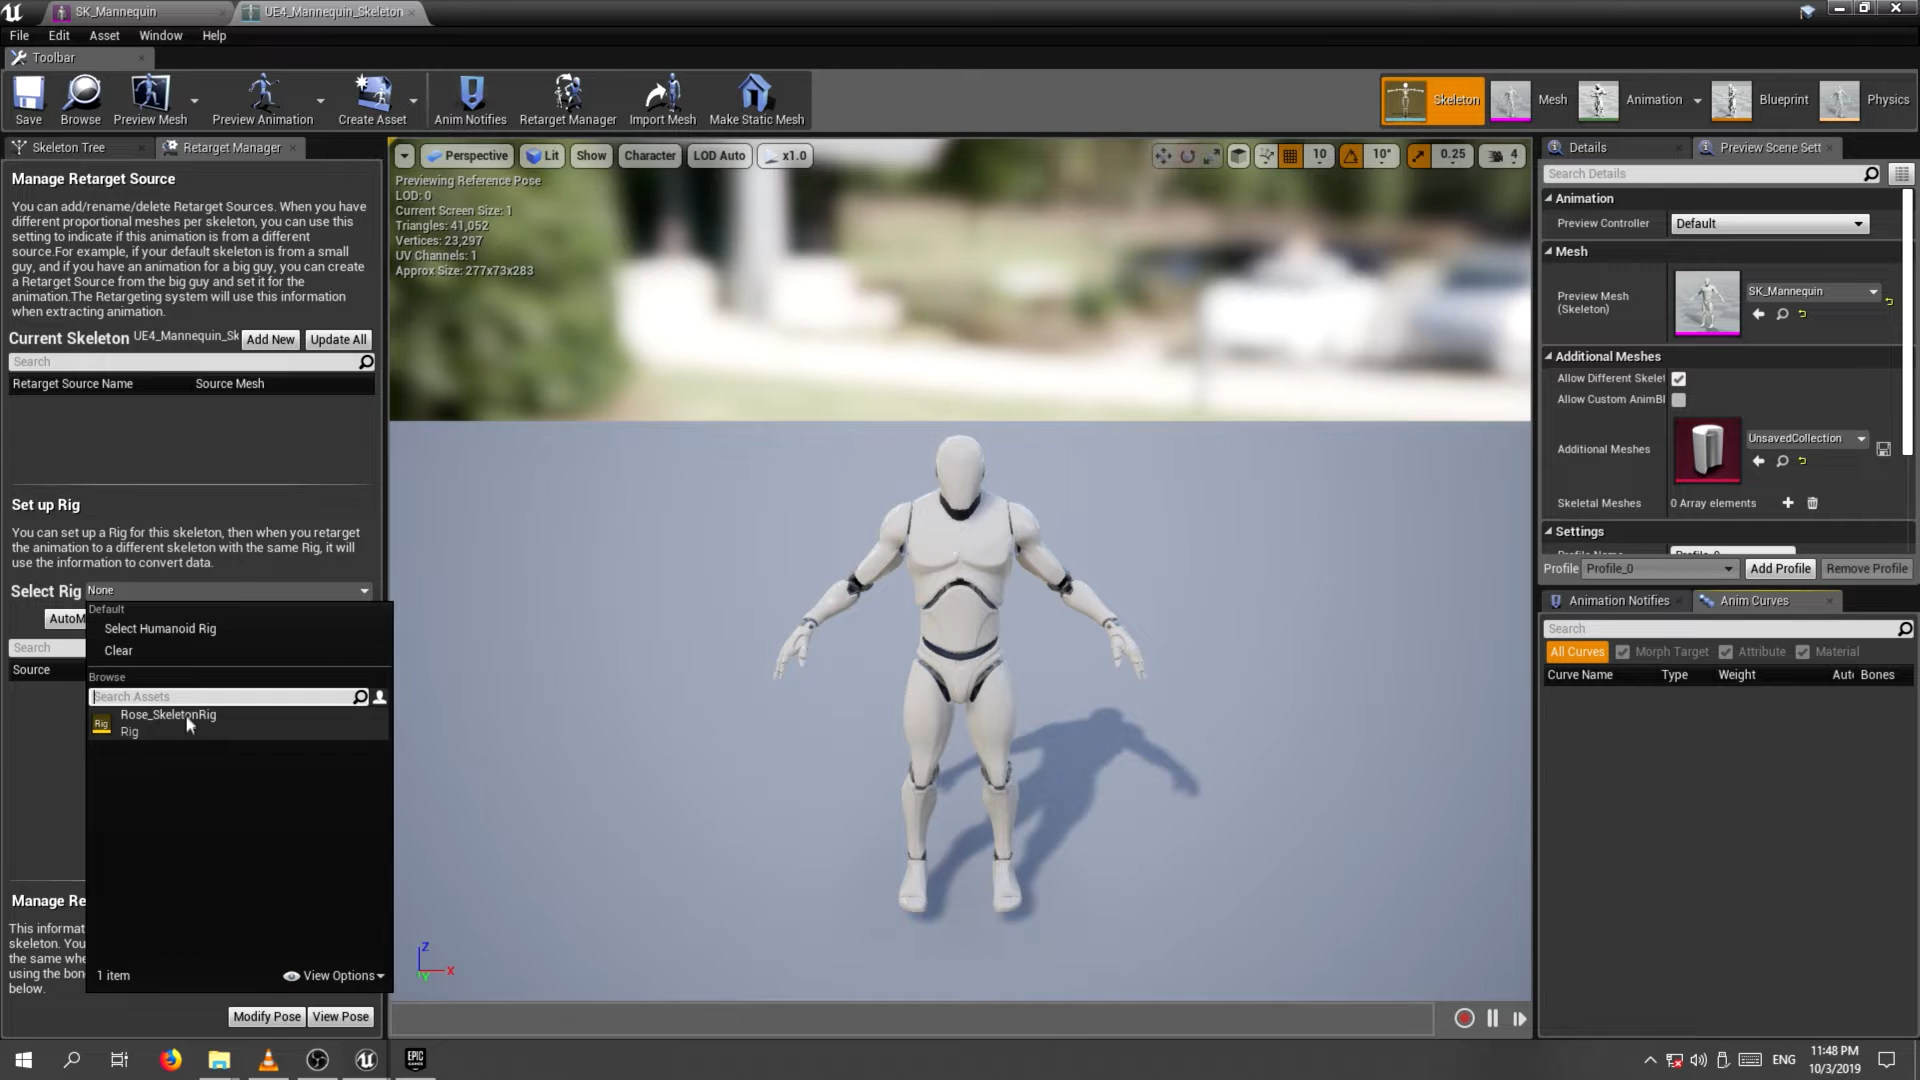 SK_Mannequin
UE4_Mannequin_Skeleton
File Edit Asset Window Help
Toolbar
Save Browse Preview Mesh Preview Animation Create Asset Anim Notifies Retarget Manager Import Mesh Make Static Mesh
Skeleton Mesh Animation Blueprint Physics
Skeleton Tree Retarget Manager
Manage Retarget Source
You can add/rename/delete Retarget Sources. When you have
different proportional meshes per skeleton, you can use this
setting to indicate if this animation is from a different
source.For example, if your default skeleton is from a small
guy, and if you have an animation for a big guy, you can create
a Retarget Source from the big guy and set it for the
animation.The Retargeting system will use this information
when extracting animation.
Current Skeleton UE4_Mannequin_Sk Add New Update All
Search
Retarget Source Name Source Mesh
Set up Rig
You can set up a Rig for this skeleton, then when you retarget
the animation to a different skeleton with the same Rig, it will
use the information to convert data.
Select Rig None
AutoM
Search
Source
Default
Select Humanoid Rig
Clear
Browse
Search Assets
Rig
Rose_SkeletonRig
Rig
1 item View Options
Manage Re
This informat
skeleton. You
the same whe
using the bon
below.
Modify Pose View Pose
Perspective Lit Show Character LOD Auto x1.0
10 10° 0.25 4
Previewing Reference Pose
LOD: 0
Current Screen Size: 1
Triangles: 41,052
Vertices: 23,297
UV Channels: 1
Approx Size: 277x73x283
Z
X
Y
Details Preview Scene Sett
Search Details
Animation
Preview Controller Default
Mesh
Preview Mesh
(Skeleton)
SK_Mannequin
Additional Meshes
Allow Different Skelet
Allow Custom AnimBl
Additional Meshes UnsavedCollection
Skeletal Meshes 0 Array elements
Settings
Profile Name Profile_0
Profile Profile_0 Add Profile Remove Profile
Animation Notifies Anim Curves
Search
All Curves Morph Target Attribute Material
Curve Name Type Weight Aut Bones
EPIC
GAMES
ENG
11:48 PM
10/3/2019